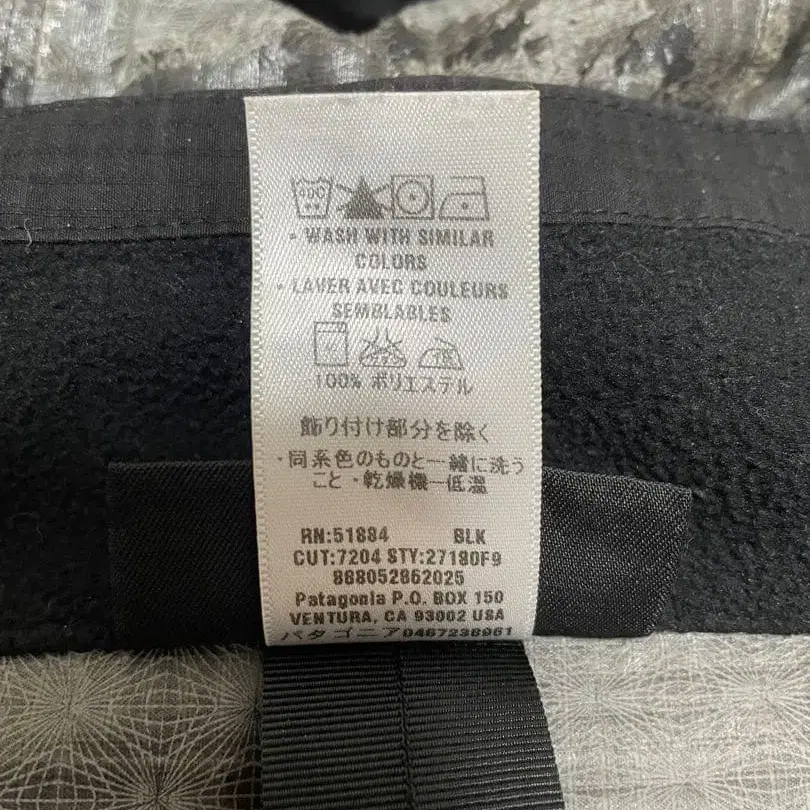 - WASH WITH SIMILAR
COLORS
- LAVER AVEC COULEURS
SEMBLABLES
100% ポリエステル
飾り付け部分を除く
・同系色のものと一緒に洗う
こと・乾燥機ー低温
RN:51884 BLK
CUT:7204 STY:27180F9
868052862025
Patagonia P.O. BOX 150
VENTURA, CA 93002 USA
パタゴニア0467238961